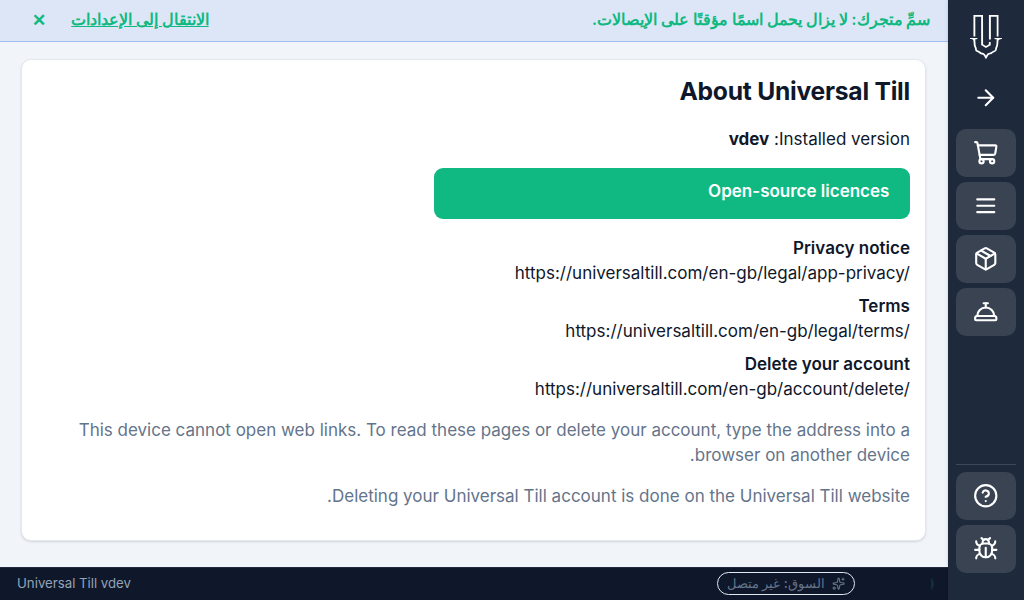 سمِّ متجرك: لا يزال يحمل اسمًا مؤقتًا على الإيصالات.
الانتقال إلى الإعدادات ✕
About Universal Till
Installed version: vdev
Open-source licences
Privacy notice
https://universaltill.com/en-gb/legal/app-privacy/
Terms
https://universaltill.com/en-gb/legal/terms/
Delete your account
https://universaltill.com/en-gb/account/delete/
This device cannot open web links. To read these pages or delete your account, type the address into a
browser on another device.
Deleting your Universal Till account is done on the Universal Till website.
السوق: غير متصل
Universal Till vdev